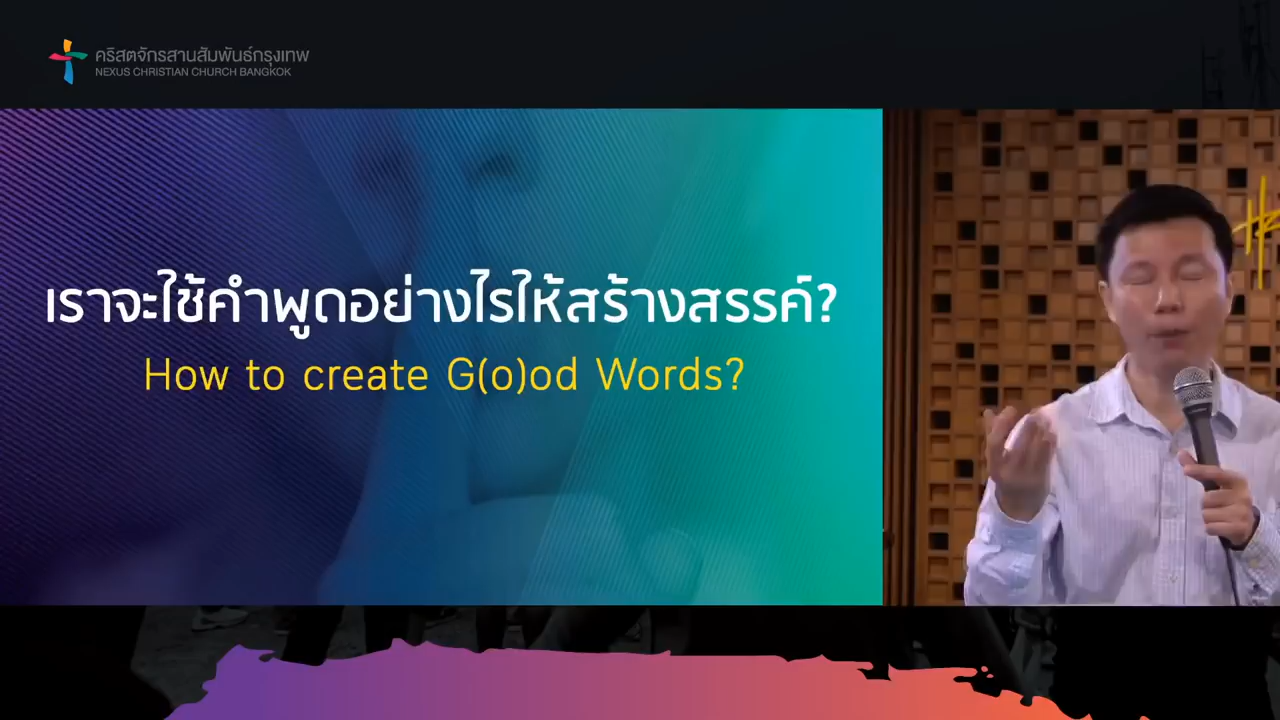 คริสตจักรสานสัมพันธ์กรุงเทพ
NEXUS CHRISTIAN CHURCH BANGKOK
เราจะใช้คำพูดอย่างไรให้สร้างสรรค์?
How to create G(o)od Words?